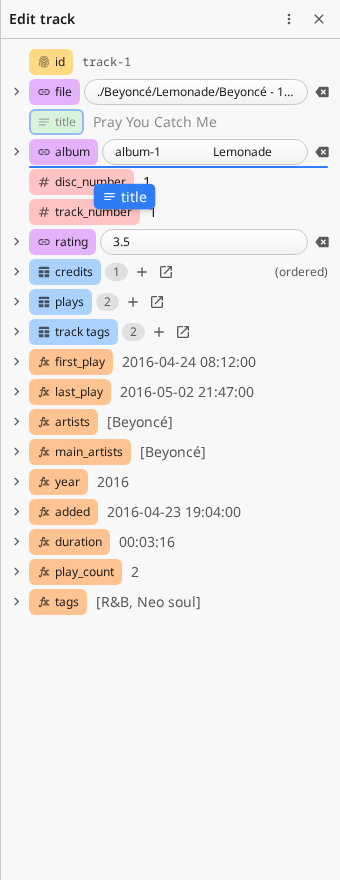 Edit track
id track-1
file ./Beyoncé/Lemonade/Beyoncé - 1...
title Pray You Catch Me
album album-1 Lemonade
disc_number 1
title
track_number 1
rating 3.5
credits 1 (ordered)
plays 2
track tags 2
first_play 2016-04-24 08:12:00
last_play 2016-05-02 21:47:00
artists [Beyoncé]
main_artists [Beyoncé]
year 2016
added 2016-04-23 19:04:00
duration 00:03:16
play_count 2
tags [R&B, Neo soul]